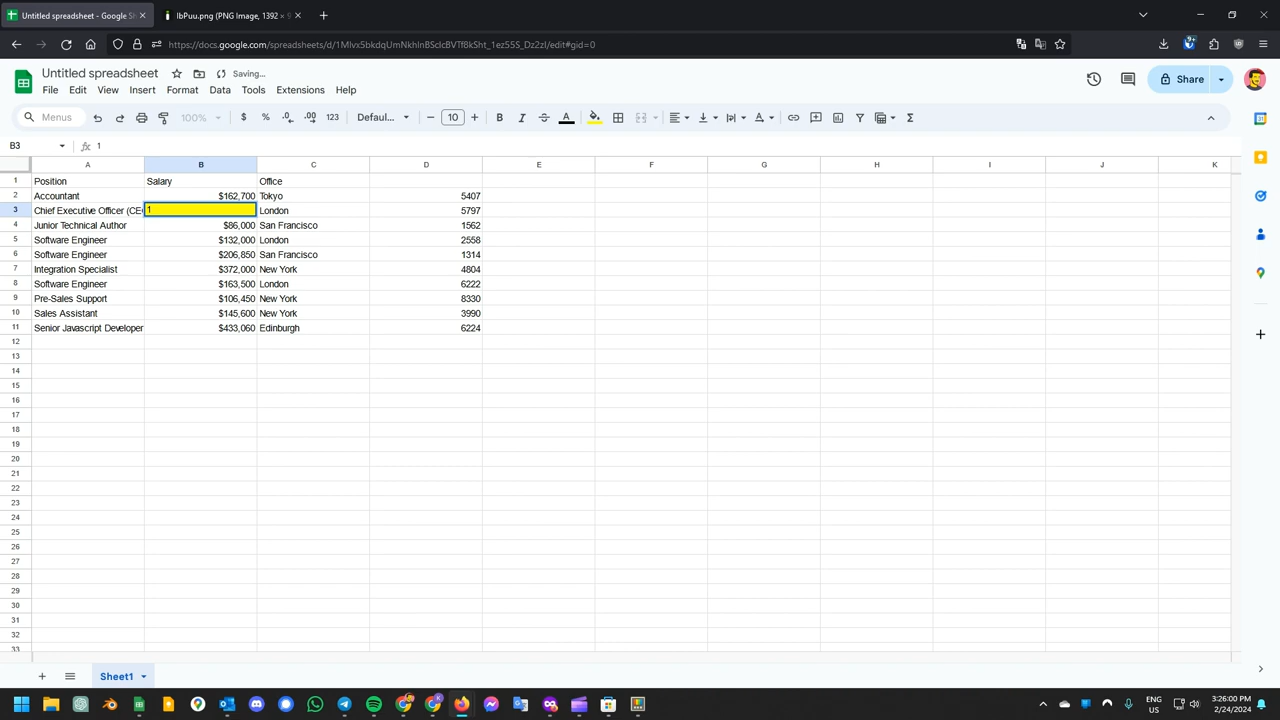 Untitled spreadsheet - Google Sh
lbPuu.png (PNG Image, 1392 × 9
https://docs.google.com/spreadsheets/d/1Mlvx5bkdqUmNkhlnBSclcBVTf8kSht_1ez55S_Dz2zI/edit#gid=0
Untitled spreadsheet Saving…
File Edit View Insert Format Data Tools Extensions Help
Share
Menus 100% $ % .0 .00 123 Defaul... 10 B I A
B3 1
A B C D E F G H I J K
1 Position Salary Office
2 Accountant $162,700 Tokyo 5407
3 Chief Executive Officer (CEO 1 London 5797
4 Junior Technical Author $86,000 San Francisco 1562
5 Software Engineer $132,000 London 2558
6 Software Engineer $206,850 San Francisco 1314
7 Integration Specialist $372,000 New York 4804
8 Software Engineer $163,500 London 6222
9 Pre-Sales Support $106,450 New York 8330
10 Sales Assistant $145,600 New York 3990
11 Senior Javascript Developer $433,060 Edinburgh 6224
12
13
14
15
16
17
18
19
20
21
22
23
24
25
26
27
28
29
30
31
32
33
Sheet1
ENG
US
3:26:00 PM
2/24/2024